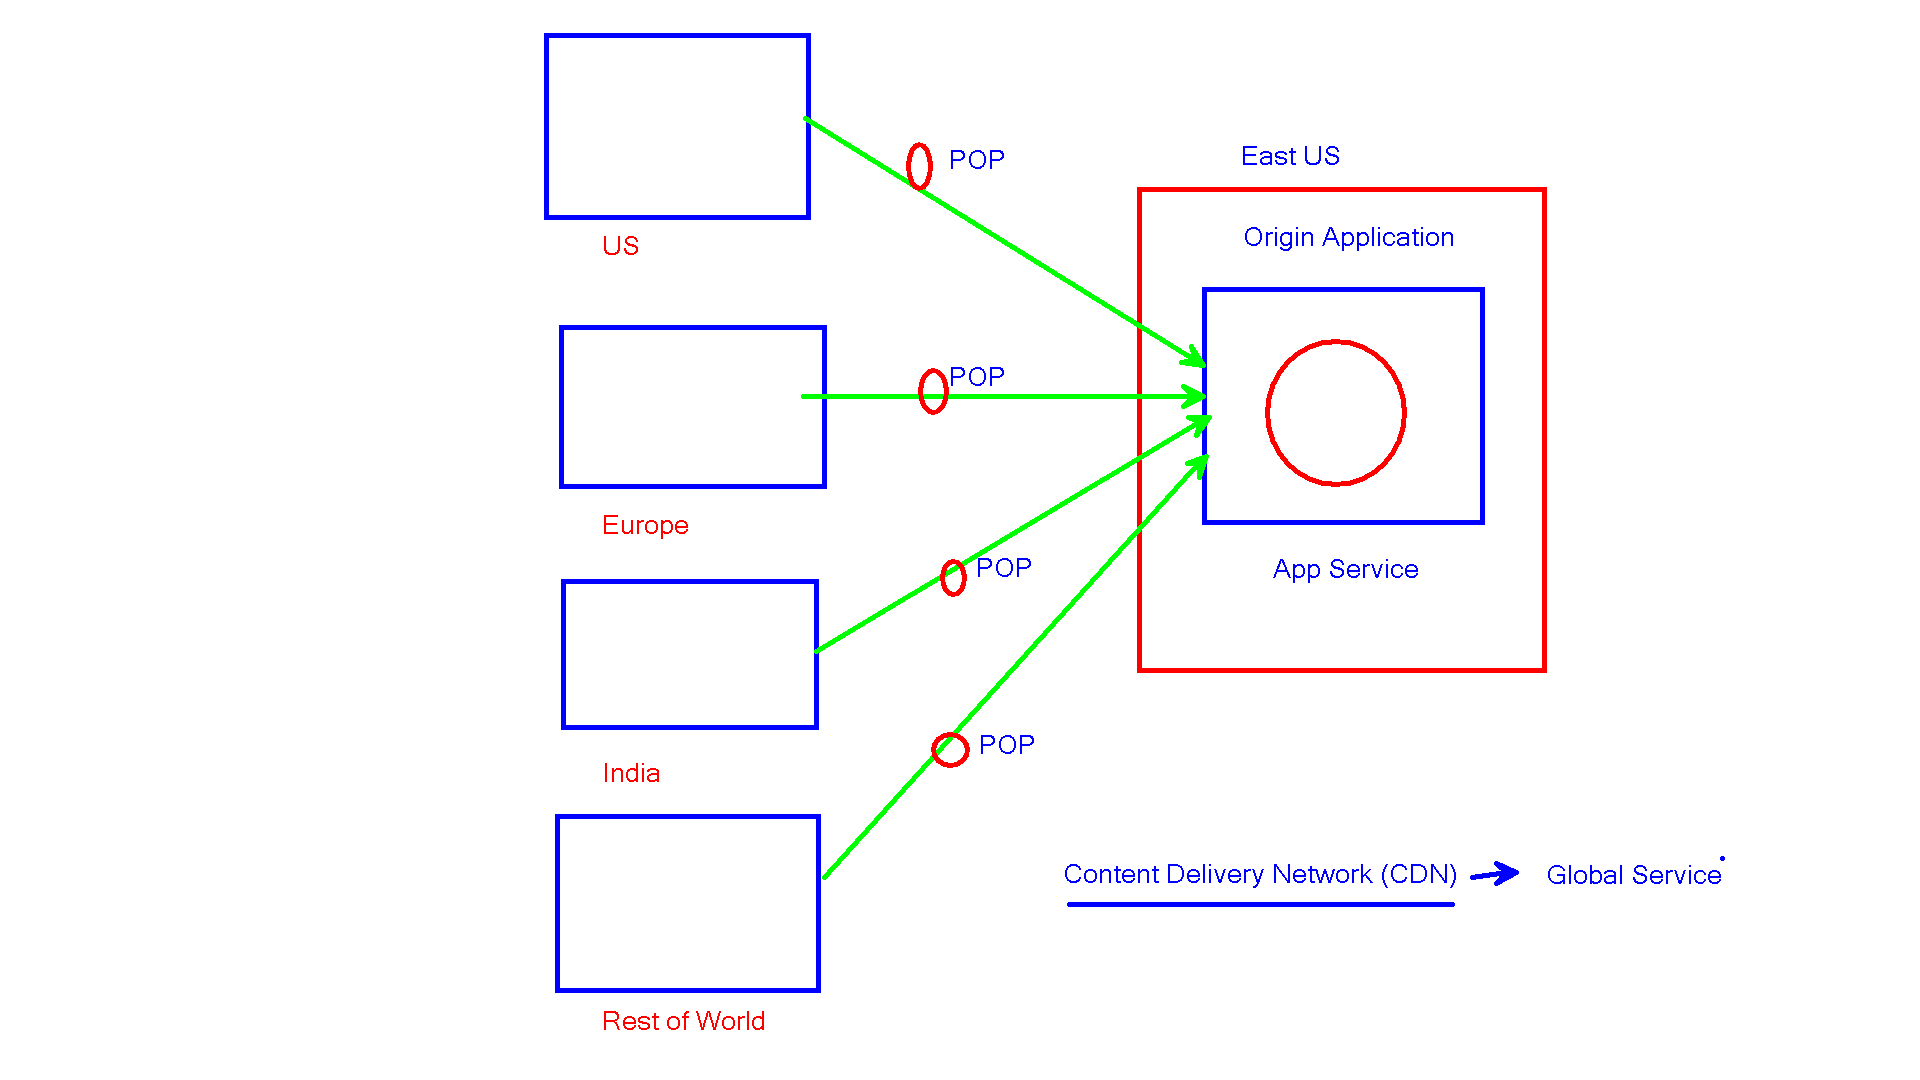 POP
East US
Origin Application
US
POP
Europe
POP
App Service
India
POP
Content Delivery Network (CDN)
Global Service
Rest of World